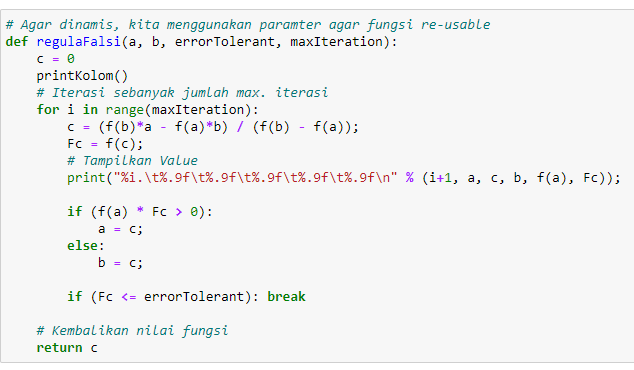 # Agar dinamis, kita menggunakan paramter agar fungsi re-usable
def regulaFalsi(a, b, errorTolerant, maxIteration):
    c = 0
    printKolom()
    # Iterasi sebanyak jumlah max. iterasi
    for i in range(maxIteration):
        c = (f(b)*a - f(a)*b) / (f(b) - f(a));
        Fc = f(c);
        # Tampilkan Value
        print("%i.\t%.9f\t%.9f\t%.9f\t%.9f\t%.9f\n" % (i+1, a, c, b, f(a), Fc));
        if (f(a) * Fc > 0):
            a = c;
        else:
            b = c;
        if (Fc <= errorTolerant): break
    # Kembalikan nilai fungsi
    return c